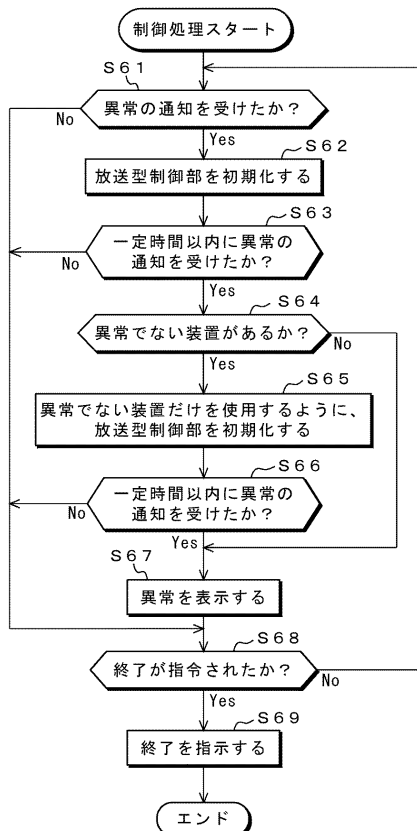 制御処理スタート
S61
異常の通知を受けたか?
No
Yes
S62
放送型制御部を初期化する
S63
一定時間以内に異常の
通知を受けたか?
No
Yes
S64
異常でない装置があるか?
No
Yes
S65
異常でない装置だけを使用するように、
放送型制御部を初期化する
S66
一定時間以内に異常の
通知を受けたか?
No
Yes
S67
異常を表示する
S68
終了が指令されたか?
No
Yes
S69
終了を指示する
エンド